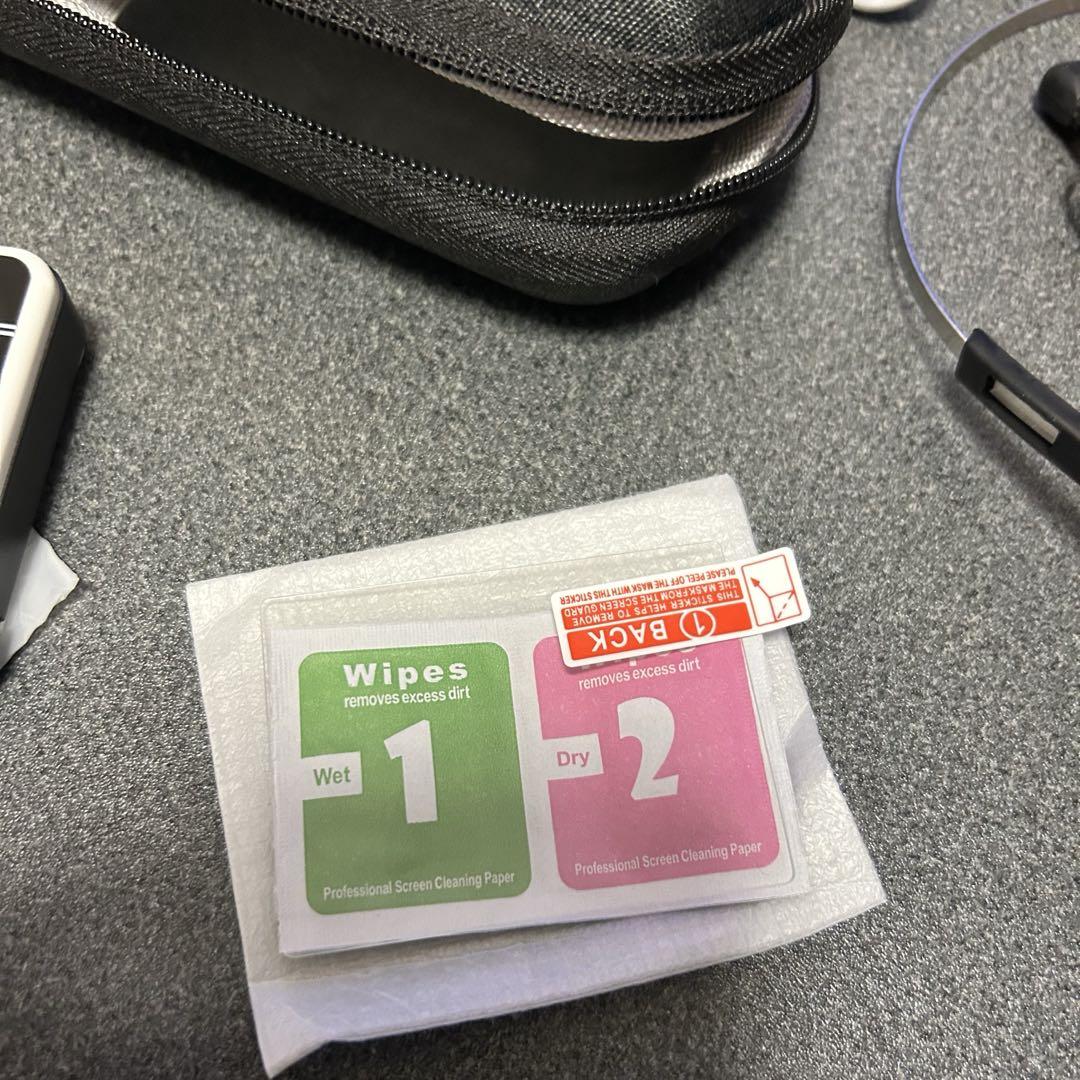 Wipes
removes excess dirt
Wet
1
Professional Screen Cleaning Paper
① BACK
THIS STICKER HELPS TO REMOVE
THE MASK FROM THE SCREEN GUARD
PLEASE PEEL OFF THE MASK WITH THIS STICKER
removes excess dirt
Dry
2
Professional Screen Cleaning Paper